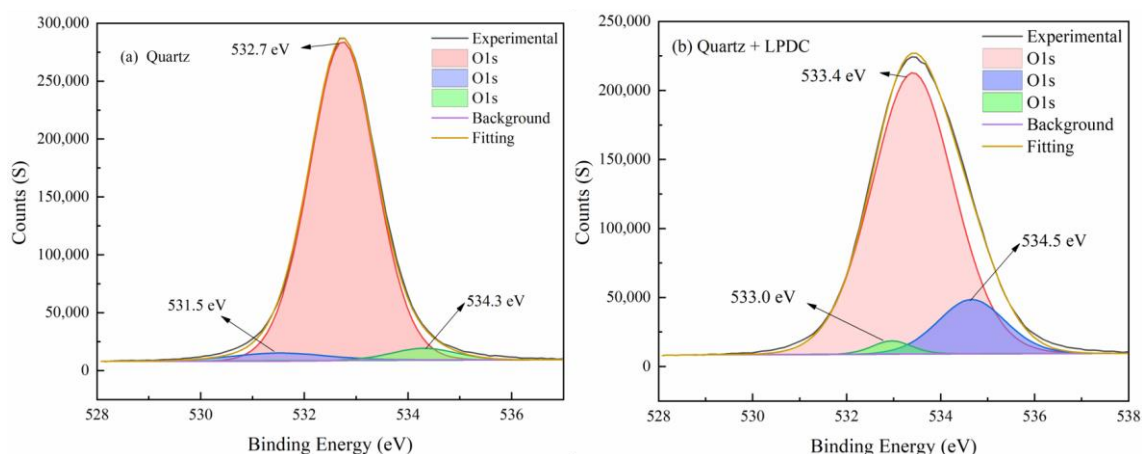 (a) Quartz
532.7 eV
Experimental
O1s
O1s
O1s
Background
Fitting
531.5 eV
534.3 eV
300,000
250,000
200,000
150,000
100,000
50,000
0
Counts (S)
528
530
532
534
536
Binding Energy (eV)
(b) Quartz + LPDC
533.4 eV
Experimental
O1s
O1s
O1s
Background
Fitting
534.5 eV
533.0 eV
250,000
200,000
150,000
100,000
50,000
0
Counts (S)
528
530
532
534
536
538
Binding Energy (eV)